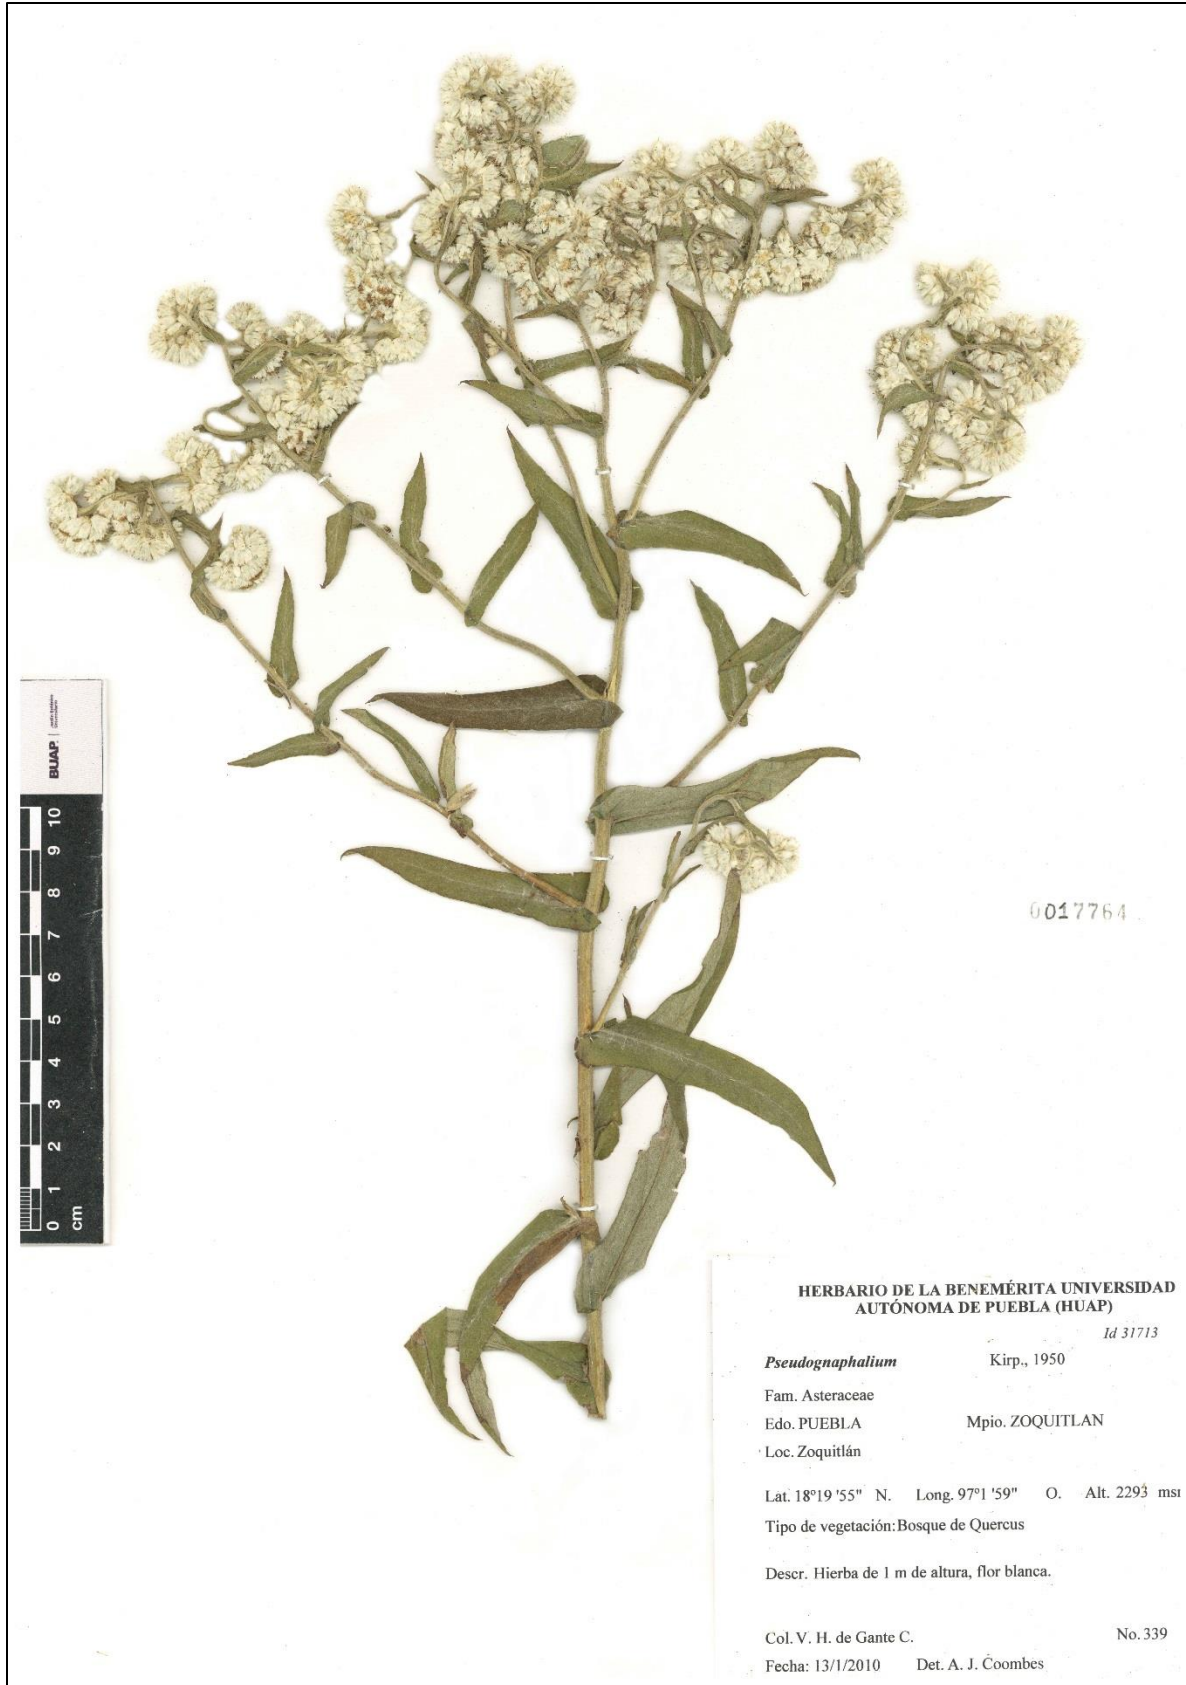 BUAP
10
9
8
7
6
5
4
3
2
1
0
cm
0017764
HERBARIO DE LA BENEMÉRITA UNIVERSIDAD
AUTÓNOMA DE PUEBLA (HUAP)
Id 31713
Pseudognaphalium Kirp., 1950
Fam. Asteraceae
Edo. PUEBLA Mpio. ZOQUITLAN
Loc. Zoquitlán
Lat. 18°19 '55" N. Long. 97°1 '59" O. Alt. 2293
Tipo de vegetación: Bosque de Quercus
Descr. Hierba de 1 m de altura, flor blanca.
Col. V. H. de Gante C. No. 339
Fecha: 13/1/2010 Det. A. J. Coombes